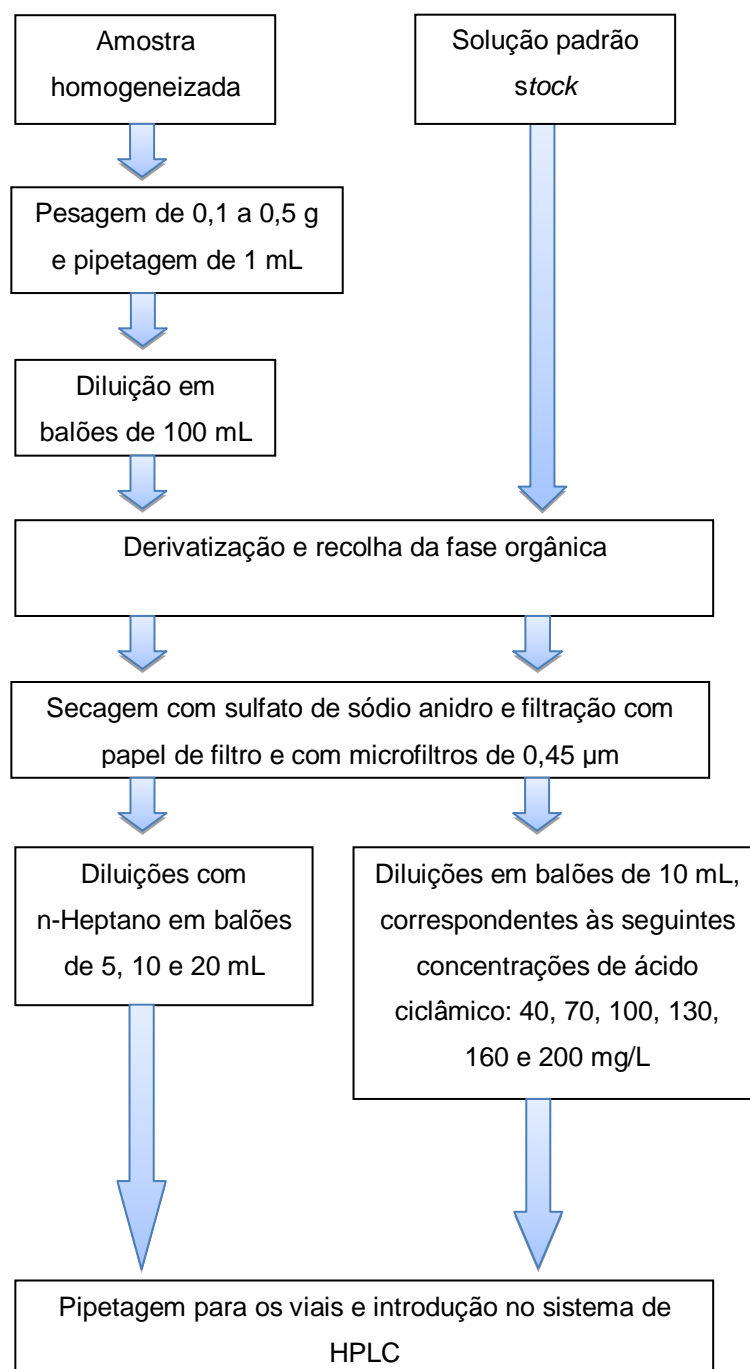 Amostra
homogeneizada
Solução padrão
stock
Pesagem de 0,1 a 0,5 g
e pipetagem de 1 mL
Diluição em
balões de 100 mL
Derivatização e recolha da fase orgânica
Secagem com sulfato de sódio anidro e filtração com
papel de filtro e com microfiltros de 0,45 µm
Diluições com
n-Heptano em balões
de 5, 10 e 20 mL
Diluições em balões de 10 mL,
correspondentes às seguintes
concentrações de ácido
ciclâmico: 40, 70, 100, 130,
160 e 200 mg/L
Pipetagem para os viais e introdução no sistema de
HPLC